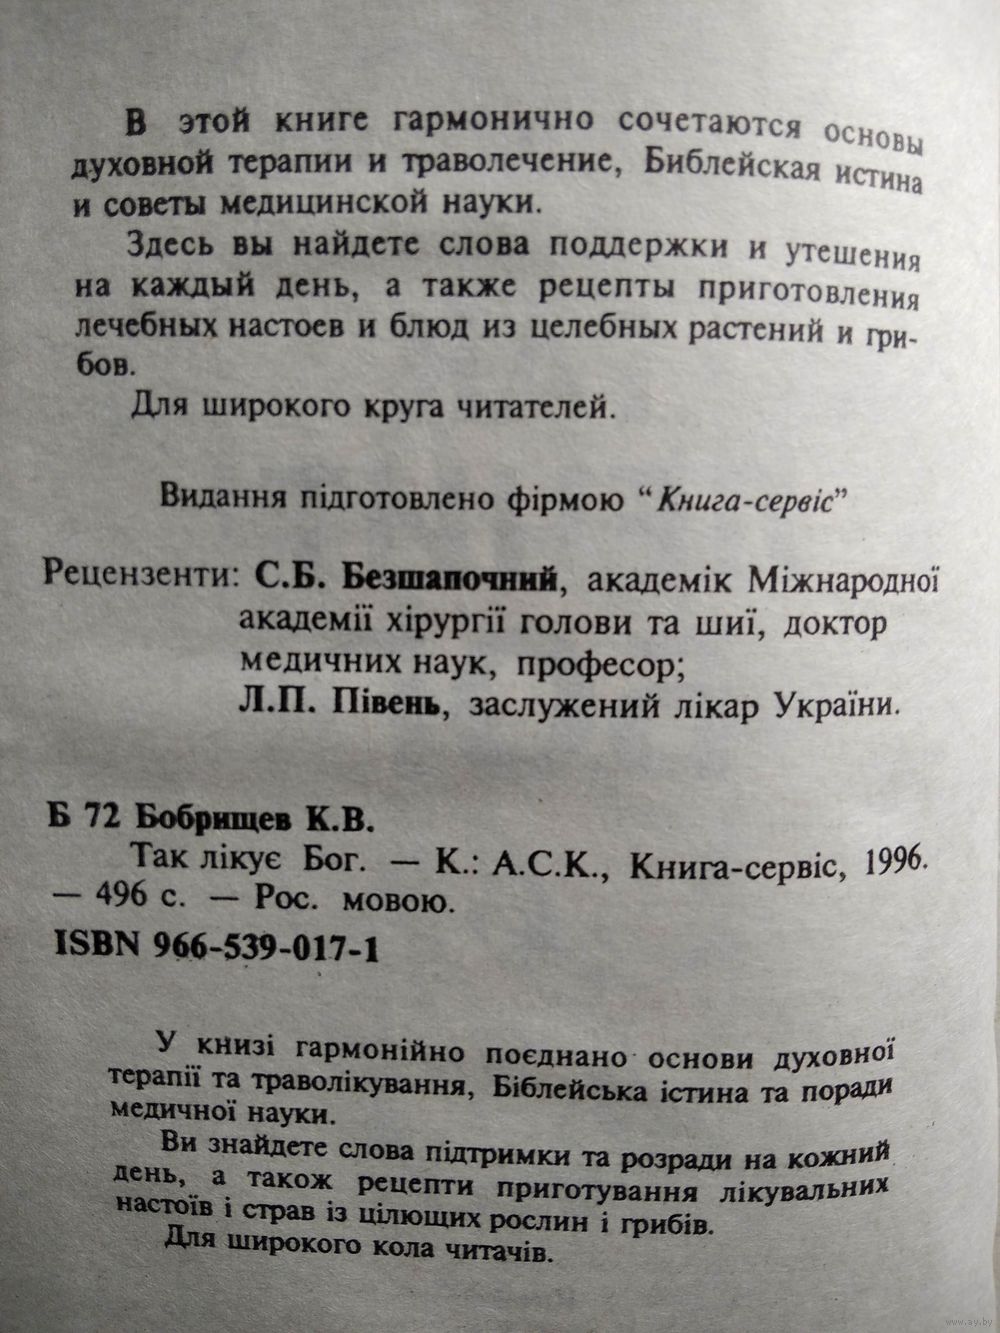 В этой книге гармонично сочетаются основы
духовной терапии и траволечение, Библейская истина
и советы медицинской науки.
Здесь вы найдете слова поддержки и утешения
на каждый день, а также рецепты приготовления
лечебных настоев и блюд из целебных растений и гри-
бов.
Для широкого круга читателей.
Видання підготовлено фірмою “Книга-сервіс”
Рецензенти: С.Б. Безшапочний, академік Міжнародної
академії хірургії голови та шиї, доктор
медичних наук, професор;
Л.П. Півень, заслужений лікар України.
Б 72 Бобрищев К.В.
Так лікує Бог. — К.: А.С.К., Книга-сервіс, 1996.
— 496 с. — Рос. мовою.
ISBN 966-539-017-1
У книзі гармонійно поєднано основи духовної
терапії та траволікування, Біблейська істина та поради
медичної науки.
Ви знайдете слова підтримки та розради на кожний
день, а також рецепти приготування лікувальних
настоїв і страв із цілющих рослин і грибів.
Для широкого кола читачів.
www.ay.by